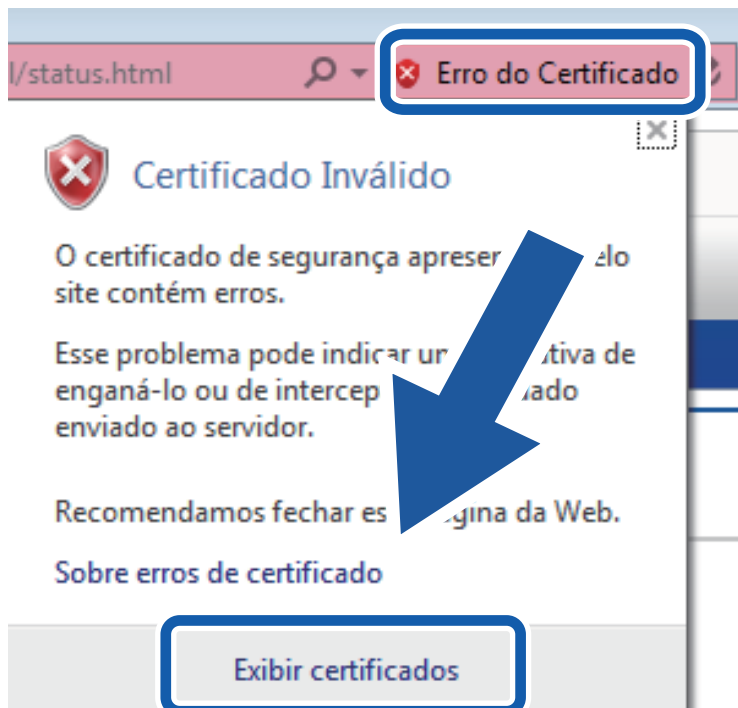 l/status.html
Erro do Certificado
Certificado Inválido
O certificado de segurança
site contém erros.
Esse problema pode indicar
enganá-lo ou de
enviado ao servidor.
Recomendamos fechar da Web.
Sobre erros de certificado
Exibir certificados